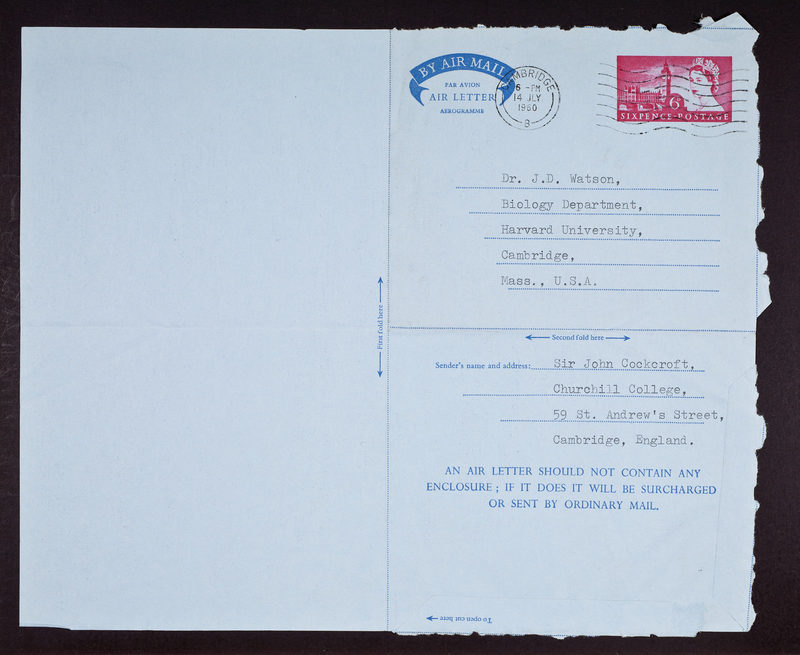 BY AIR MAIL
PAR AVION
AIR LETTER
AEROGRAMME
CAMBRIDGE
6 - PM
14 JLY
1960
B
6D
SIXPENCE·POSTAGE
Dr. J.D. Watson,
Biology Department,
Harvard University,
Cambridge,
Mass., U.S.A.
First fold here
Second fold here
Sender's name and address: Sir John Cockcroft,
Churchill College,
59 St. Andrew's Street,
Cambridge, England.
AN AIR LETTER SHOULD NOT CONTAIN ANY
ENCLOSURE ; IF IT DOES IT WILL BE SURCHARGED
OR SENT BY ORDINARY MAIL.
To open cut here